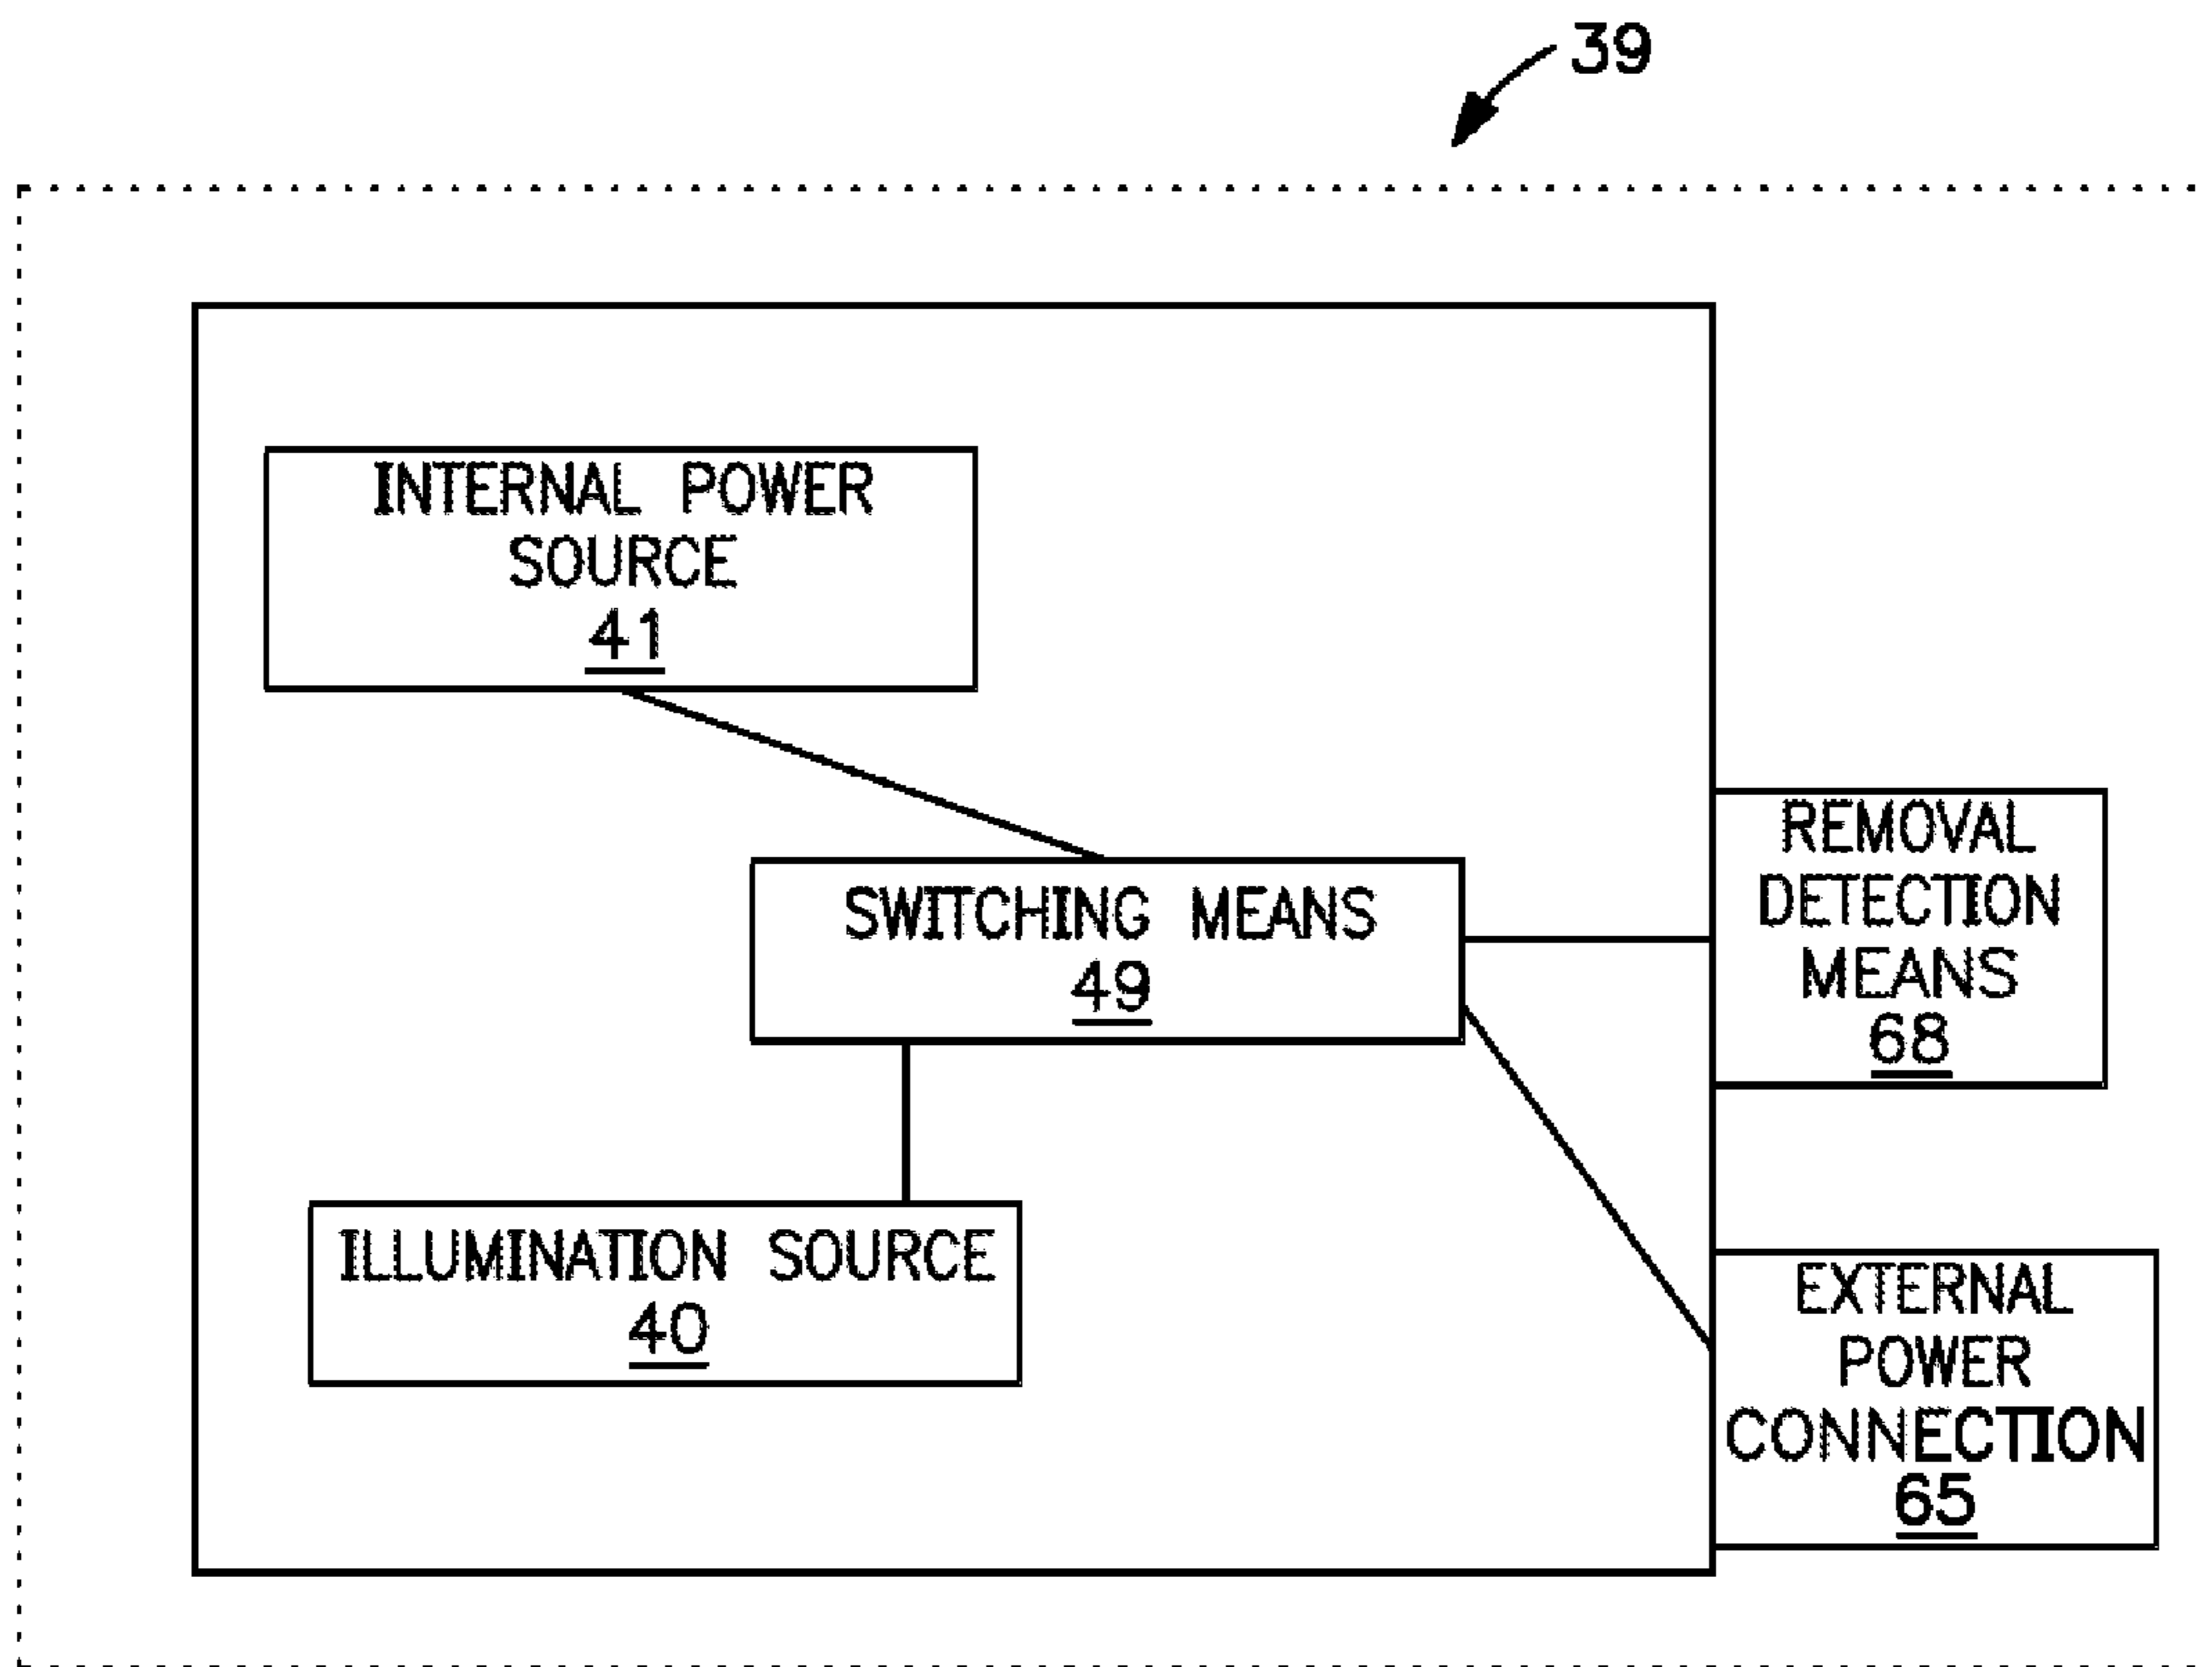 39
INTERNAL POWER
SOURCE
41
SWITCHING MEANS
49
REMOVAL
DETECTION
MEANS
68
ILLUMINATION SOURCE
40
EXTERNAL
POWER
CONNECTION
65